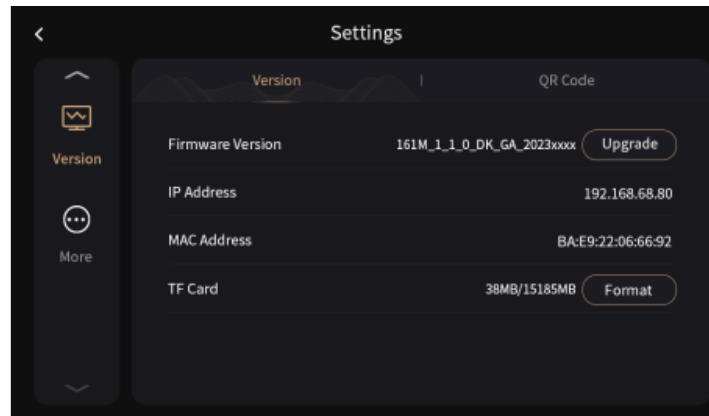 Settings
Version | QR Code
Version
More
Firmware Version 161M_1_1_0_DK_GA_2023xxxx Upgrade
IP Address 192.168.68.80
MAC Address BA:E9:22:06:66:92
TF Card 38MB/15185MB Format